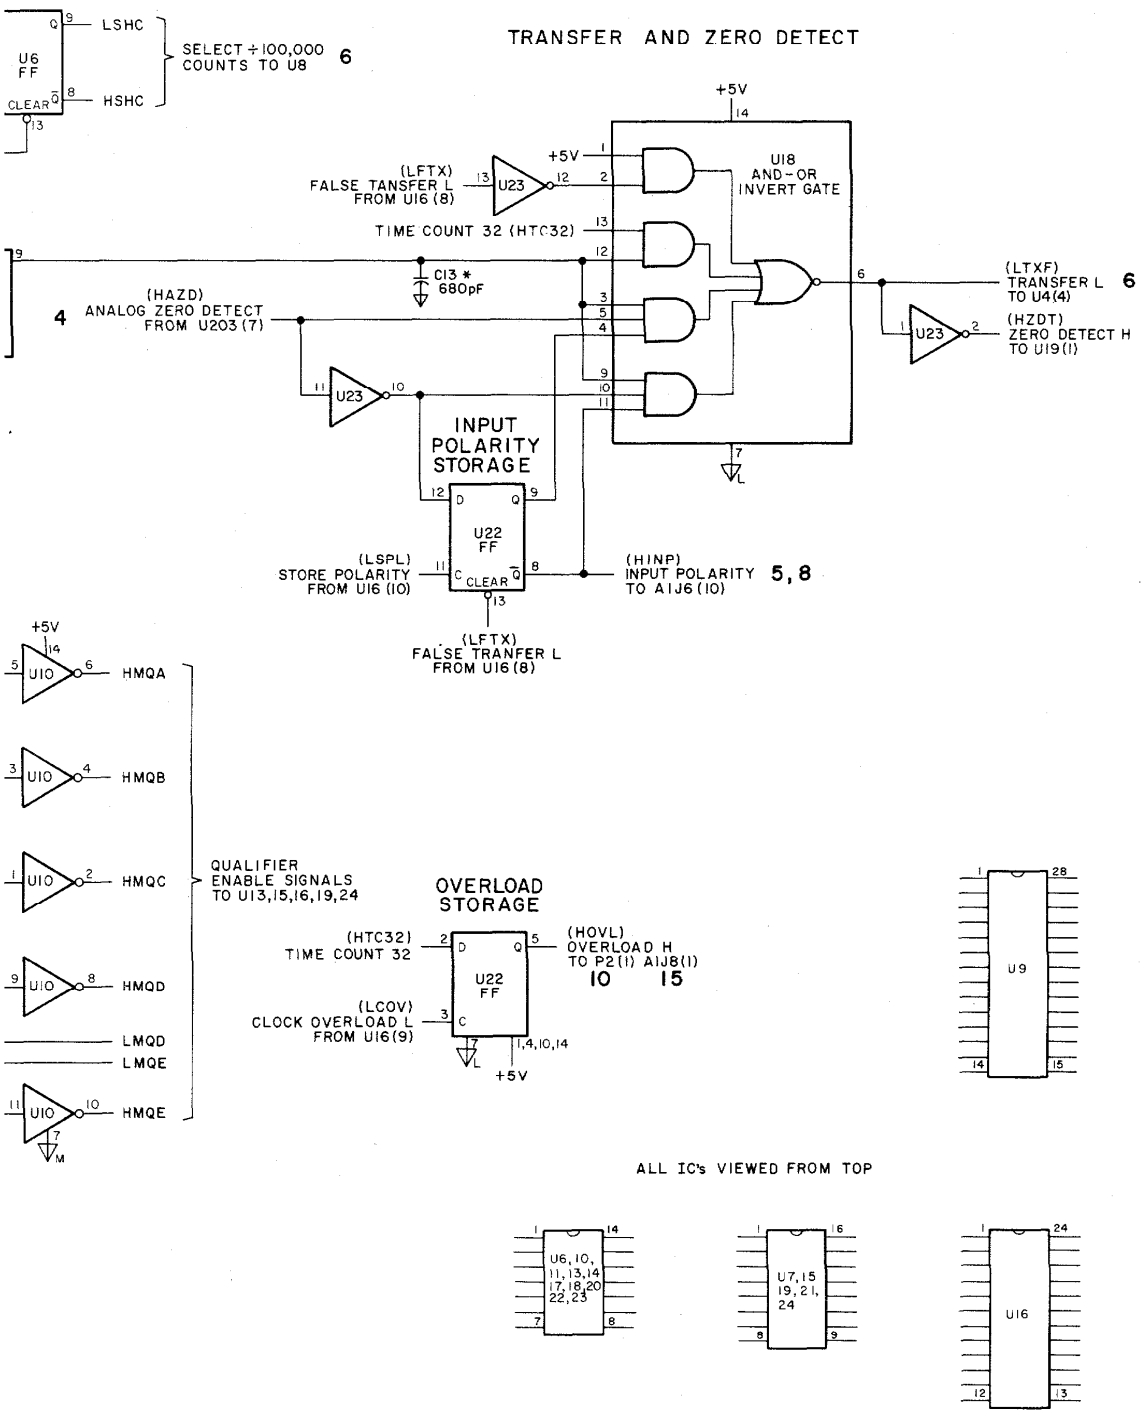 TRANSFER AND ZERO DETECT
Q 9 LSHC
U6
FF
CLEAR Q 8 HSHC
13
SELECT ÷100,000
COUNTS TO U8 6
+5V
14
U18
AND-OR
INVERT GATE
+5V 1
(LFTX)
FALSE TANSFER L
FROM U16(8)
13 U23 12 2
TIME COUNT 32 (HTC32) 13
9 12
C13 *
680pF
(HAZD)
4 ANALOG ZERO DETECT
FROM U203(7)
3
5
4
11 U23 10
9
10
11
6
(LTXF)
TRANSFER L 6
TO U4(4)
1 U23 2
(HZDT)
ZERO DETECT H
TO U19(1)
7
L
INPUT
POLARITY
STORAGE
12 D Q 9
U22
FF
(LSPL)
STORE POLARITY
FROM U16(10)
11 C CLEAR Q 8
13
(HINP)
INPUT POLARITY 5,8
TO A1J6(10)
(LFTX)
FALSE TRANFER L
FROM U16(8)
+5V
14
5 U10 6 HMQA
3 U10 4 HMQB
1 U10 2 HMQC
9 U10 8 HMQD
LMQD
LMQE
11 U10 10 HMQE
7
M
QUALIFIER
ENABLE SIGNALS
TO U13,15,16,19,24
OVERLOAD
STORAGE
(HTC32)
TIME COUNT 32
2 D Q 5
U22
FF
(HOVL)
OVERLOAD H
TO P2(1) A1J8(1)
10 15
(LCOV)
CLOCK OVERLOAD L
FROM U16(9)
3 C
7
L
1,4,10,14
+5V
1 28
U9
14 15
ALL IC's VIEWED FROM TOP
1 14
U6,10,
11,13,14
17,18,20
22,23
7 8
1 16
U7,15
19,21,
24
8 9
1 24
U16
12 13